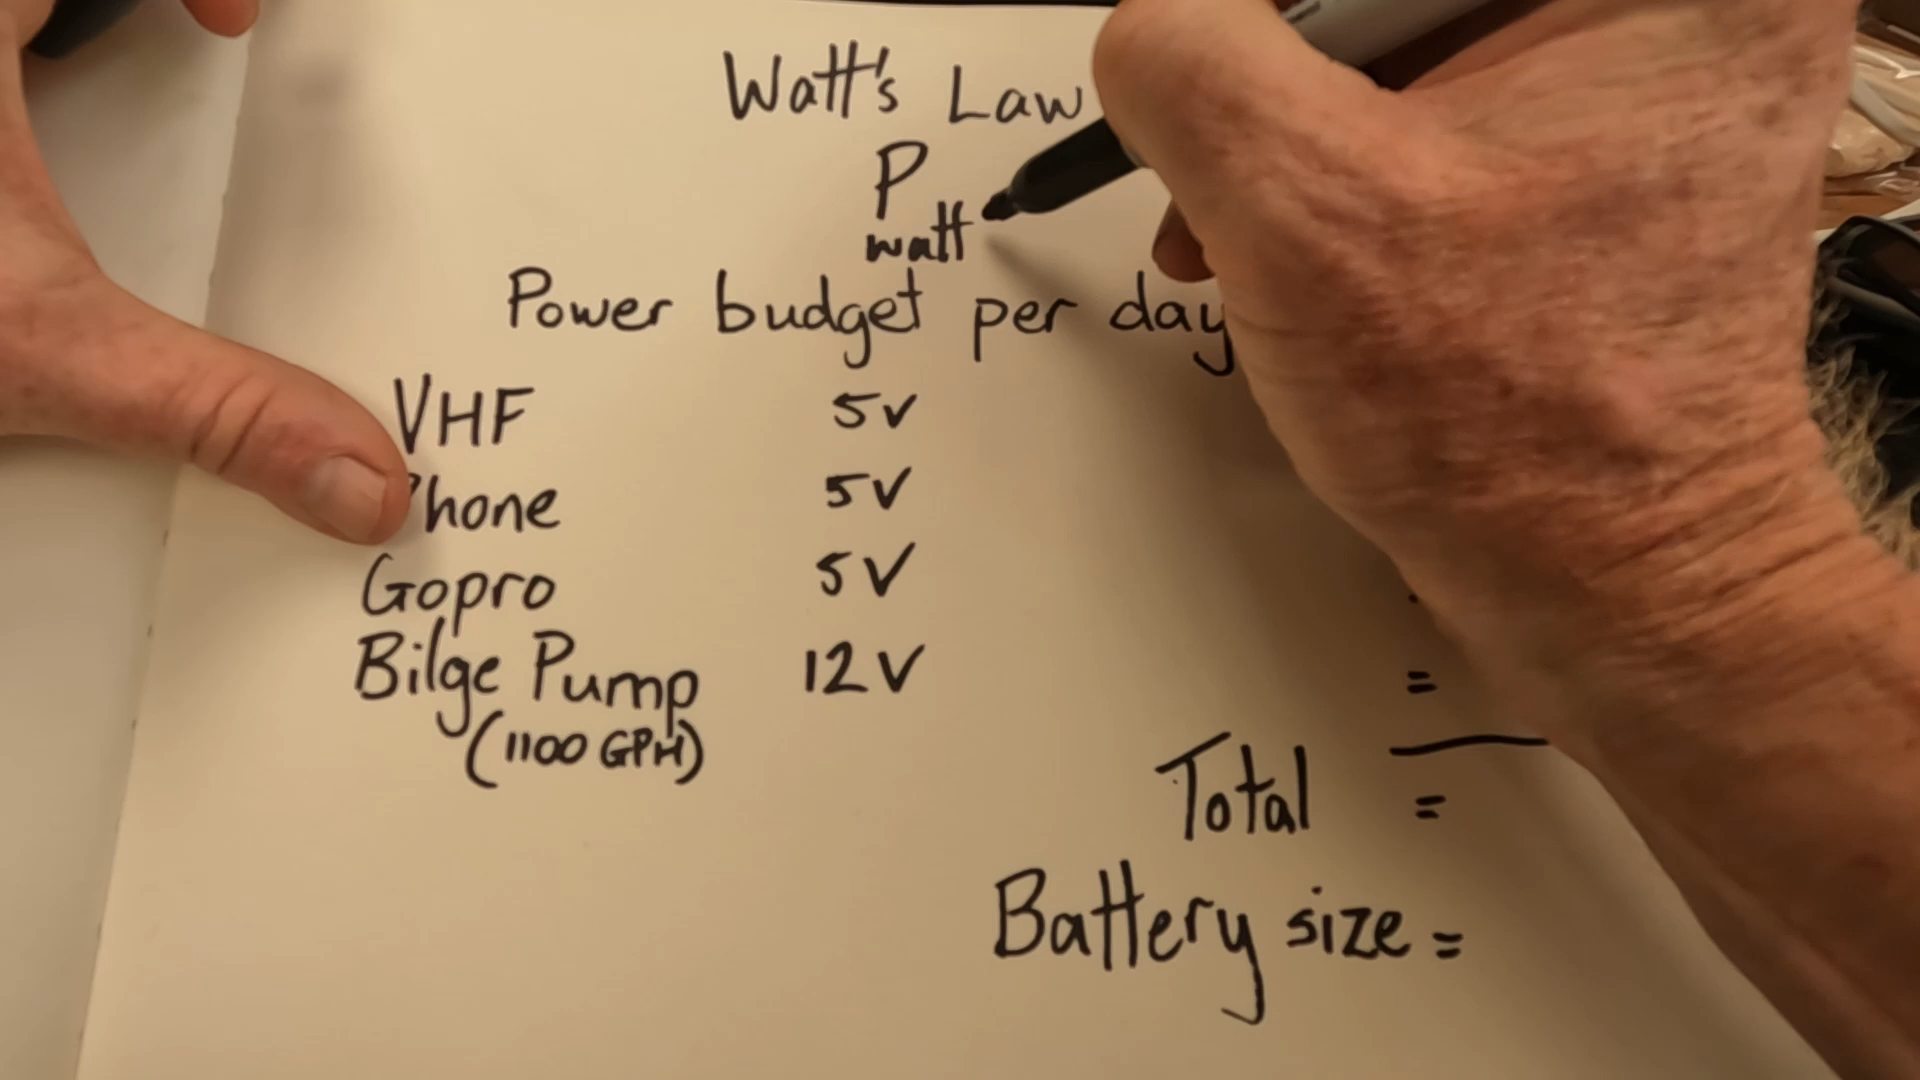 Watt's Law
P
watt
Power budget per day
VHF 5V
Phone 5V
Gopro 5V
Bilge Pump 12V =
(1100 GPH)
Total =
Battery size =